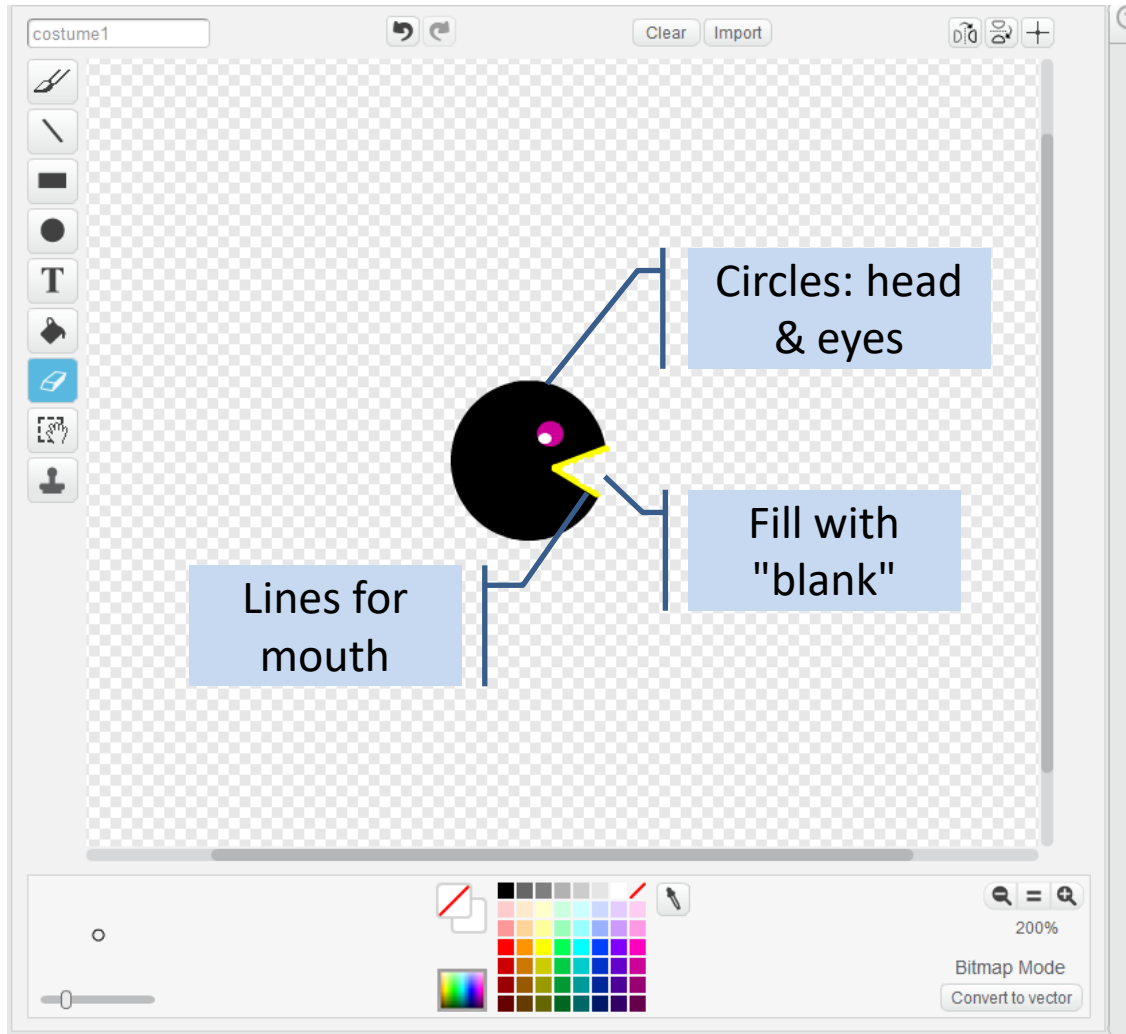 costume1
Clear
Import
T
Circles: head
& eyes
Fill with
"blank"
Lines for
mouth
200%
Bitmap Mode
Convert to vector